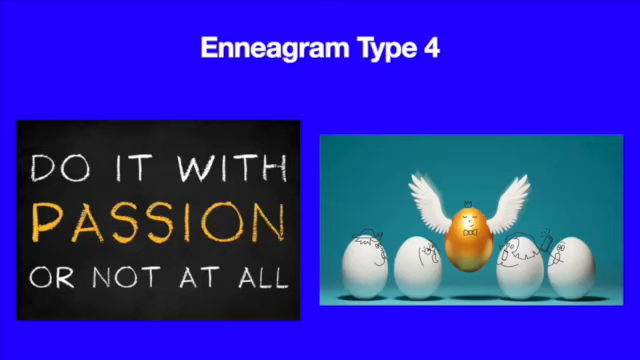 Enneagram Type 4
DO IT WITH
PASSION
OR NOT AT ALL